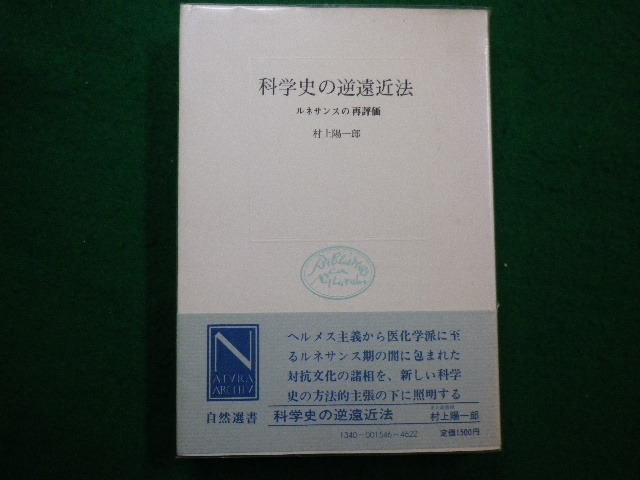 科学史の逆遠近法
ルネサンスの再評価
村上陽一郎
N
ATVRA
ARCHIV
自然選書
ヘルメス主義から医化学派に至
るルネサンス期の闇に包まれた
対抗文化の諸相を、新しい科学
史の方法的主張の下に照明する
科学史の逆遠近法
村上陽一郎
定価1500円
1340-001546-4622